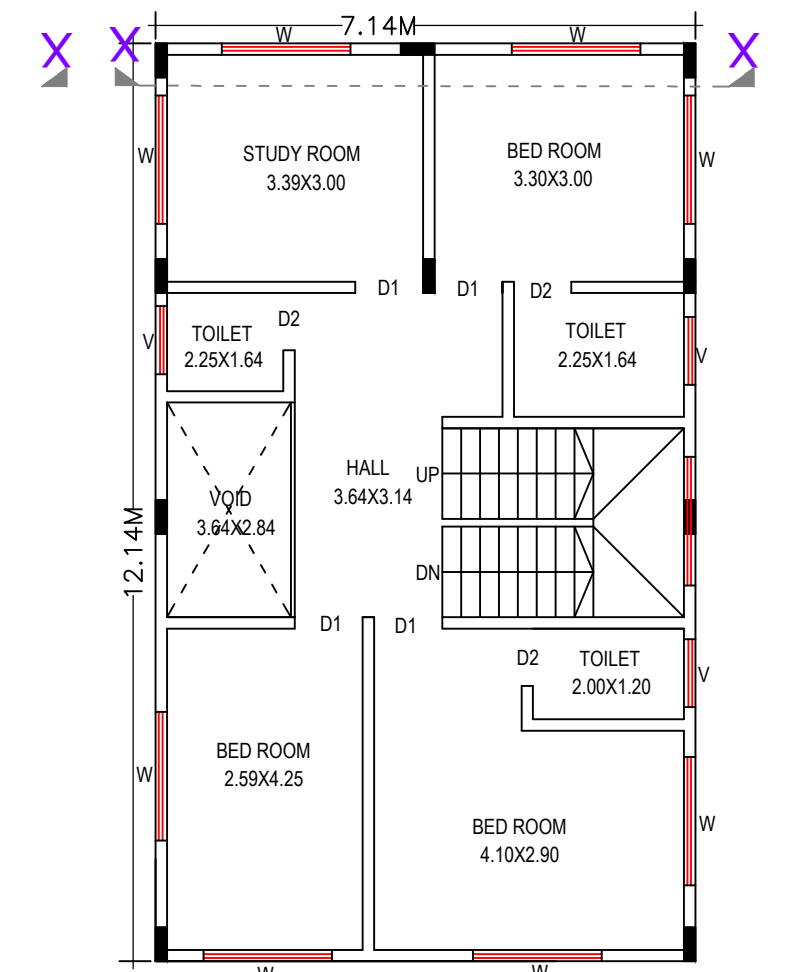 7.14M
W
W
X
X
X
W
STUDY ROOM
3.39X3.00
BED ROOM
3.30X3.00
W
D1
D1
D2
V
TOILET
2.25X1.64
D2
TOILET
2.25X1.64
V
12.14M
VOID
3.64X2.84
HALL
3.64X3.14
UP
DN
D1
D1
D2
TOILET
2.00X1.20
V
W
BED ROOM
2.59X4.25
BED ROOM
4.10X2.90
W
W
W